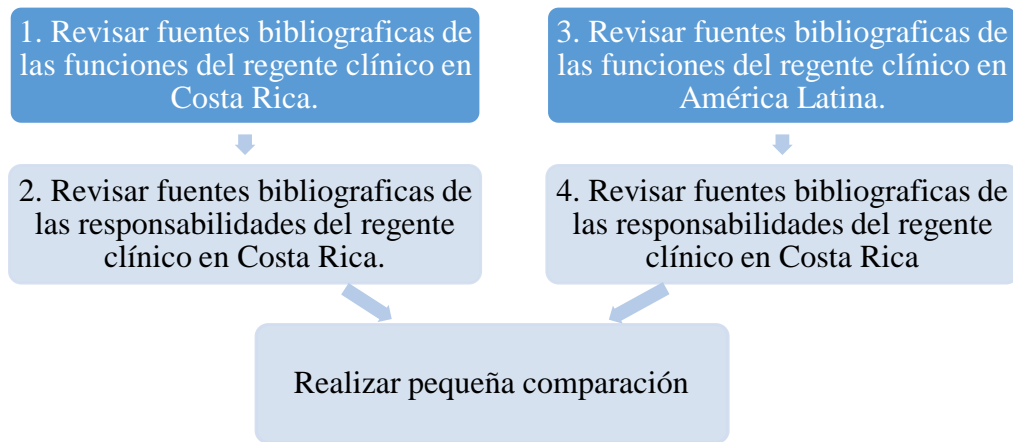 1. Revisar fuentes bibliograficas de
las funciones del regente clínico en
Costa Rica.
2. Revisar fuentes bibliograficas de
las responsabilidades del regente
clínico en Costa Rica.
3. Revisar fuentes bibliograficas de
las funciones del regente clínico en
América Latina.
4. Revisar fuentes bibliograficas de
las responsabilidades del regente
clínico en Costa Rica
Realizar pequeña comparación